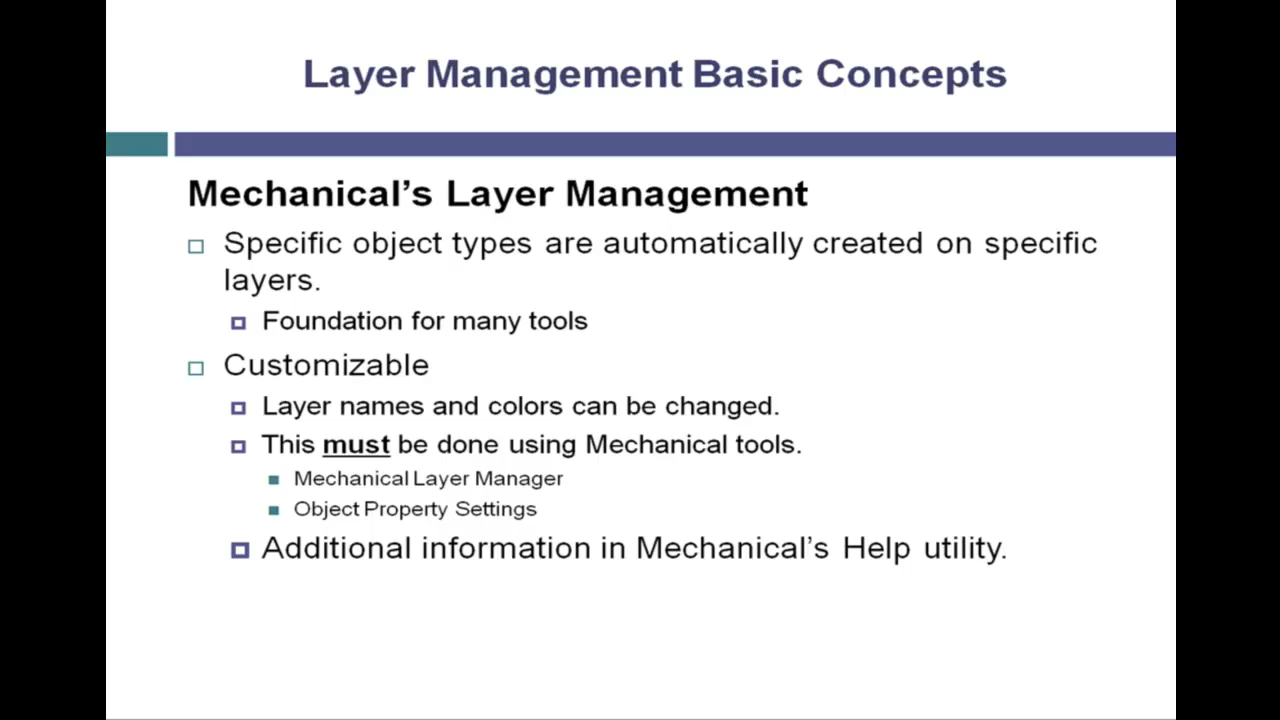 Layer Management Basic Concepts
Mechanical’s Layer Management
Specific object types are automatically created on specific
layers.
Foundation for many tools
Customizable
Layer names and colors can be changed.
This must be done using Mechanical tools.
Mechanical Layer Manager
Object Property Settings
Additional information in Mechanical’s Help utility.